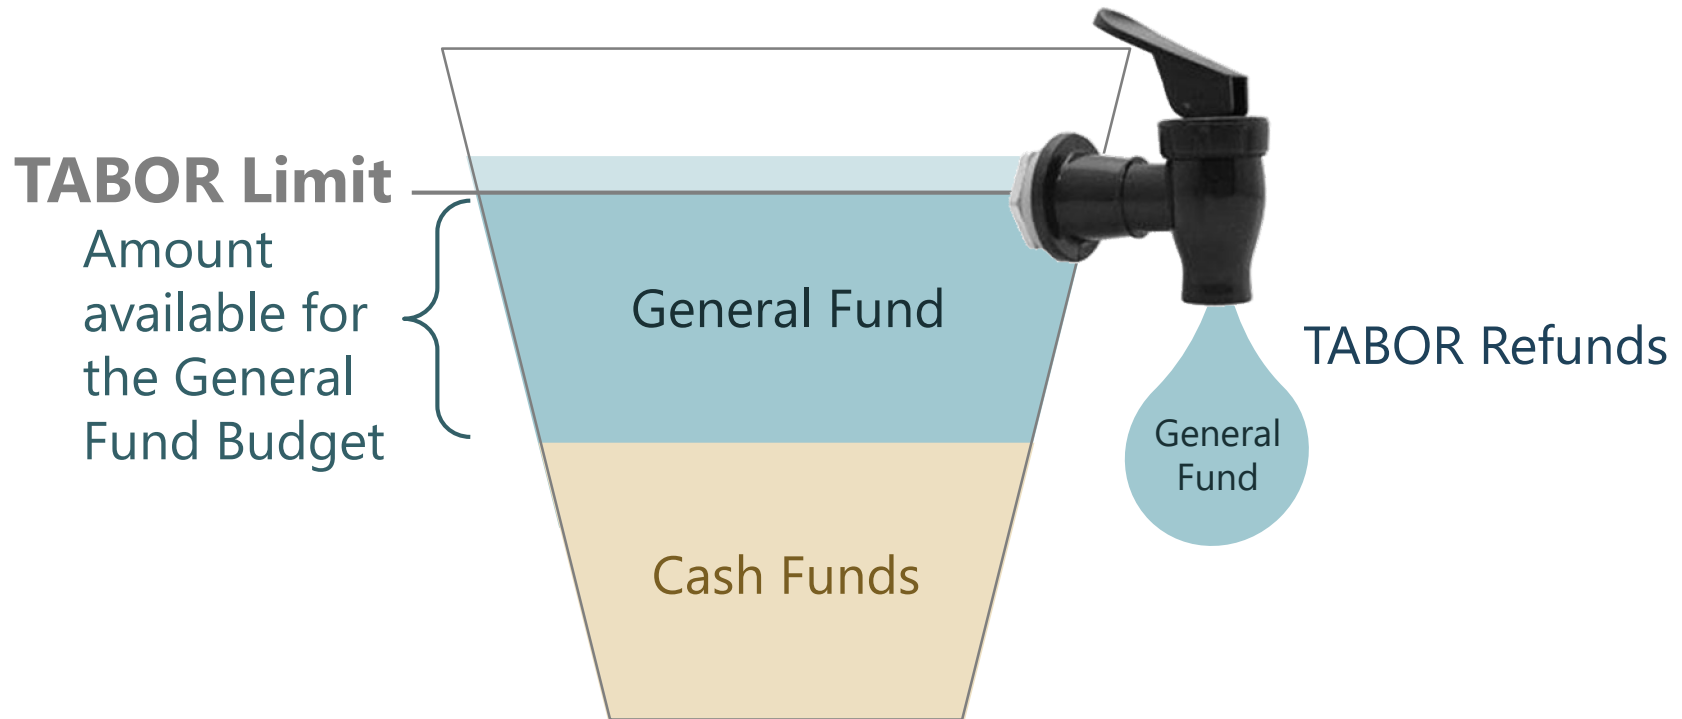 TABOR Limit
Amount
available for
the General
Fund Budget
General Fund
Cash Funds
TABOR Refunds
General
Fund